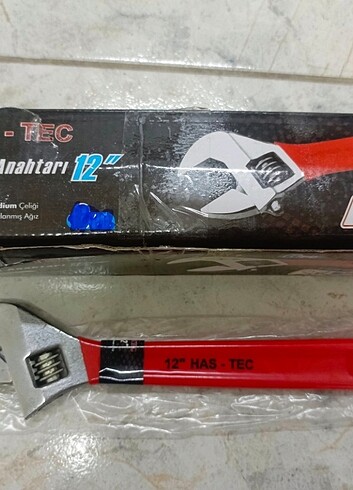 - TEC
Anahtarı 12"
dium Çeliği
lanmış Ağız
12" HAS - TEC